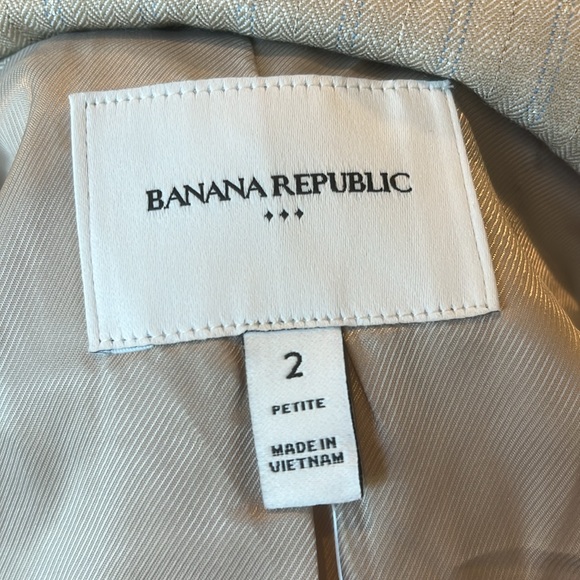 BANANA REPUBLIC
2
PETITE
MADE IN
VIETNAM